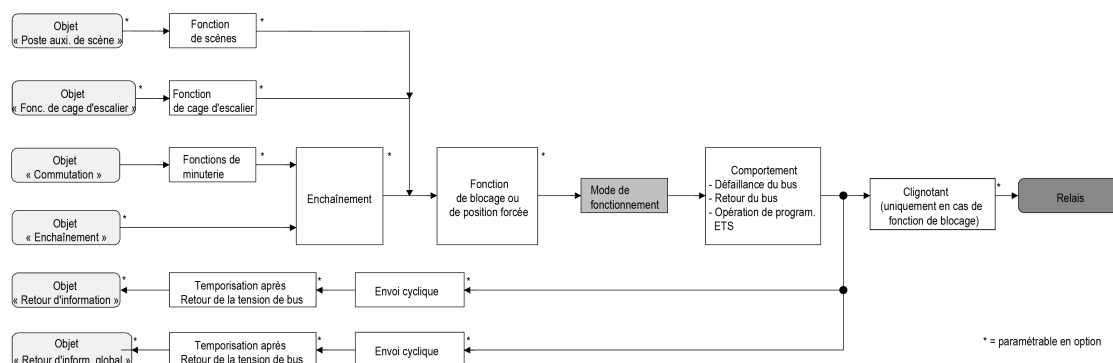 Objet
« Poste auxi. de scène »
*
Fonction
de scènes
*
Objet
« Fonc. de cage d'escalier »
*
Fonction
de cage d'escalier
*
Objet
« Commutation »
Fonctions de
minuterie
*
Enchaînement
*
Fonction
de blocage ou
de position forcée
*
Mode de
fonctionnement
Comportement
- Défaillance du bus
- Retour du bus
- Opération de program.
ETS
Clignotant
(uniquement en cas de
fonction de blocage)
*
Relais
Objet
« Enchaînement »
*
Objet
« Retour d'information »
*
Temporisation après
Retour de la tension de bus
*
Envoi cyclique
*
Objet
« Retour d'inform. global »
*
Temporisation après
Retour de la tension de bus
*
Envoi cyclique
*
* = paramétrable en option